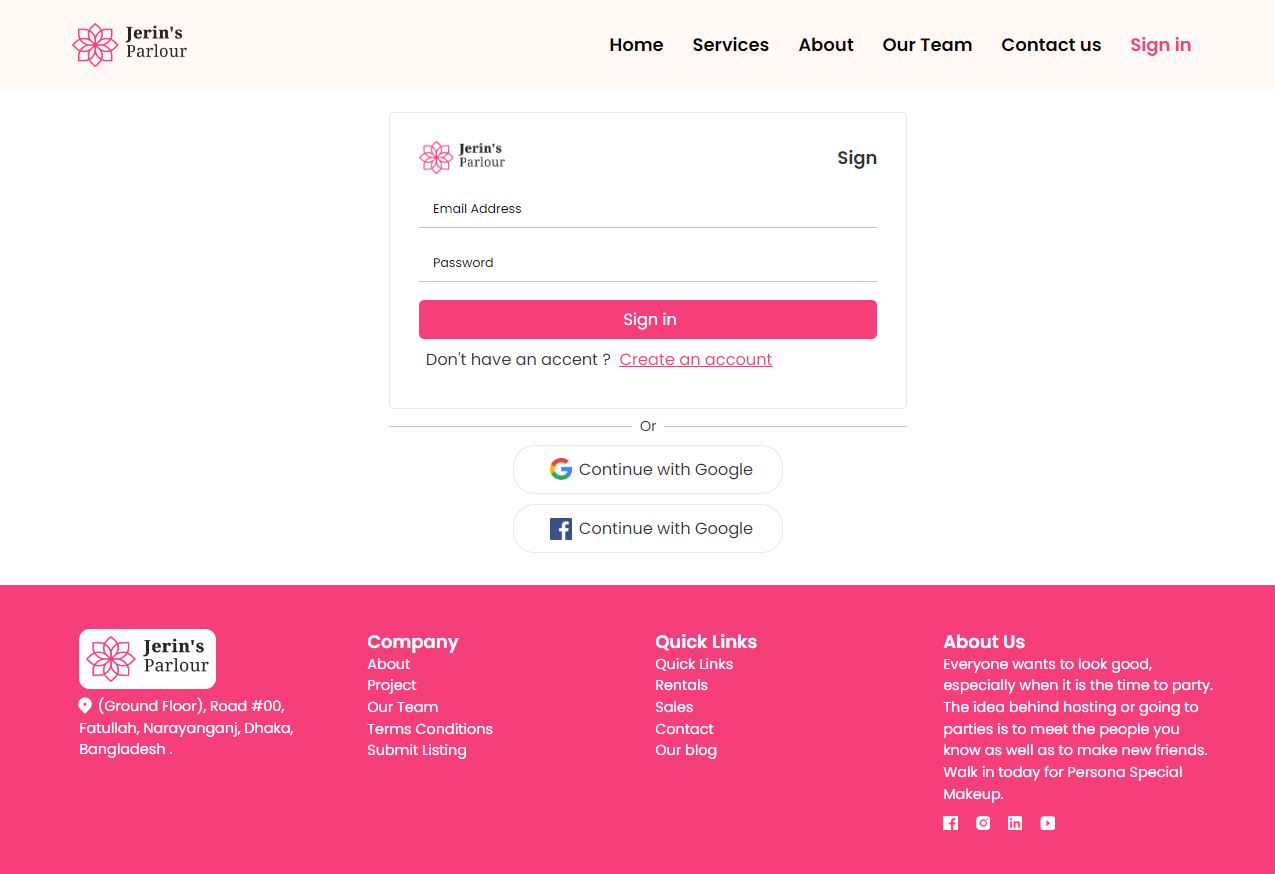 Jerin's
Parlour
Home Services About Our Team Contact us Sign in
Jerin's
Parlour
Sign
Email Address
Password
Sign in
Don't have an accent ? Create an account
Or
Continue with Google
Continue with Google
Jerin's
Parlour
(Ground Floor), Road #00,
Fatullah, Narayanganj, Dhaka,
Bangladesh .
Company
About
Project
Our Team
Terms Conditions
Submit Listing
Quick Links
Quick Links
Rentals
Sales
Contact
Our blog
About Us
Everyone wants to look good,
especially when it is the time to party.
The idea behind hosting or going to
parties is to meet the people you
know as well as to make new friends.
Walk in today for Persona Special
Makeup.